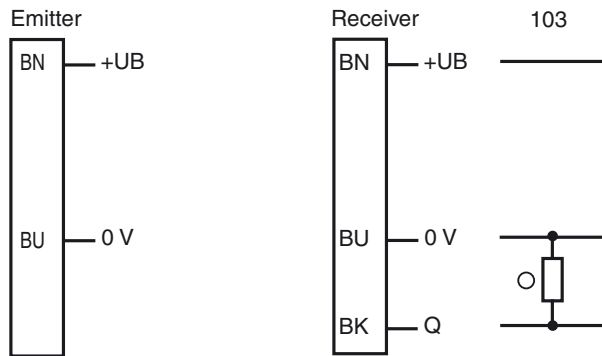 Emitter
BN +UB
BU 0 V
Receiver 103
BN +UB
BU 0 V
BK Q